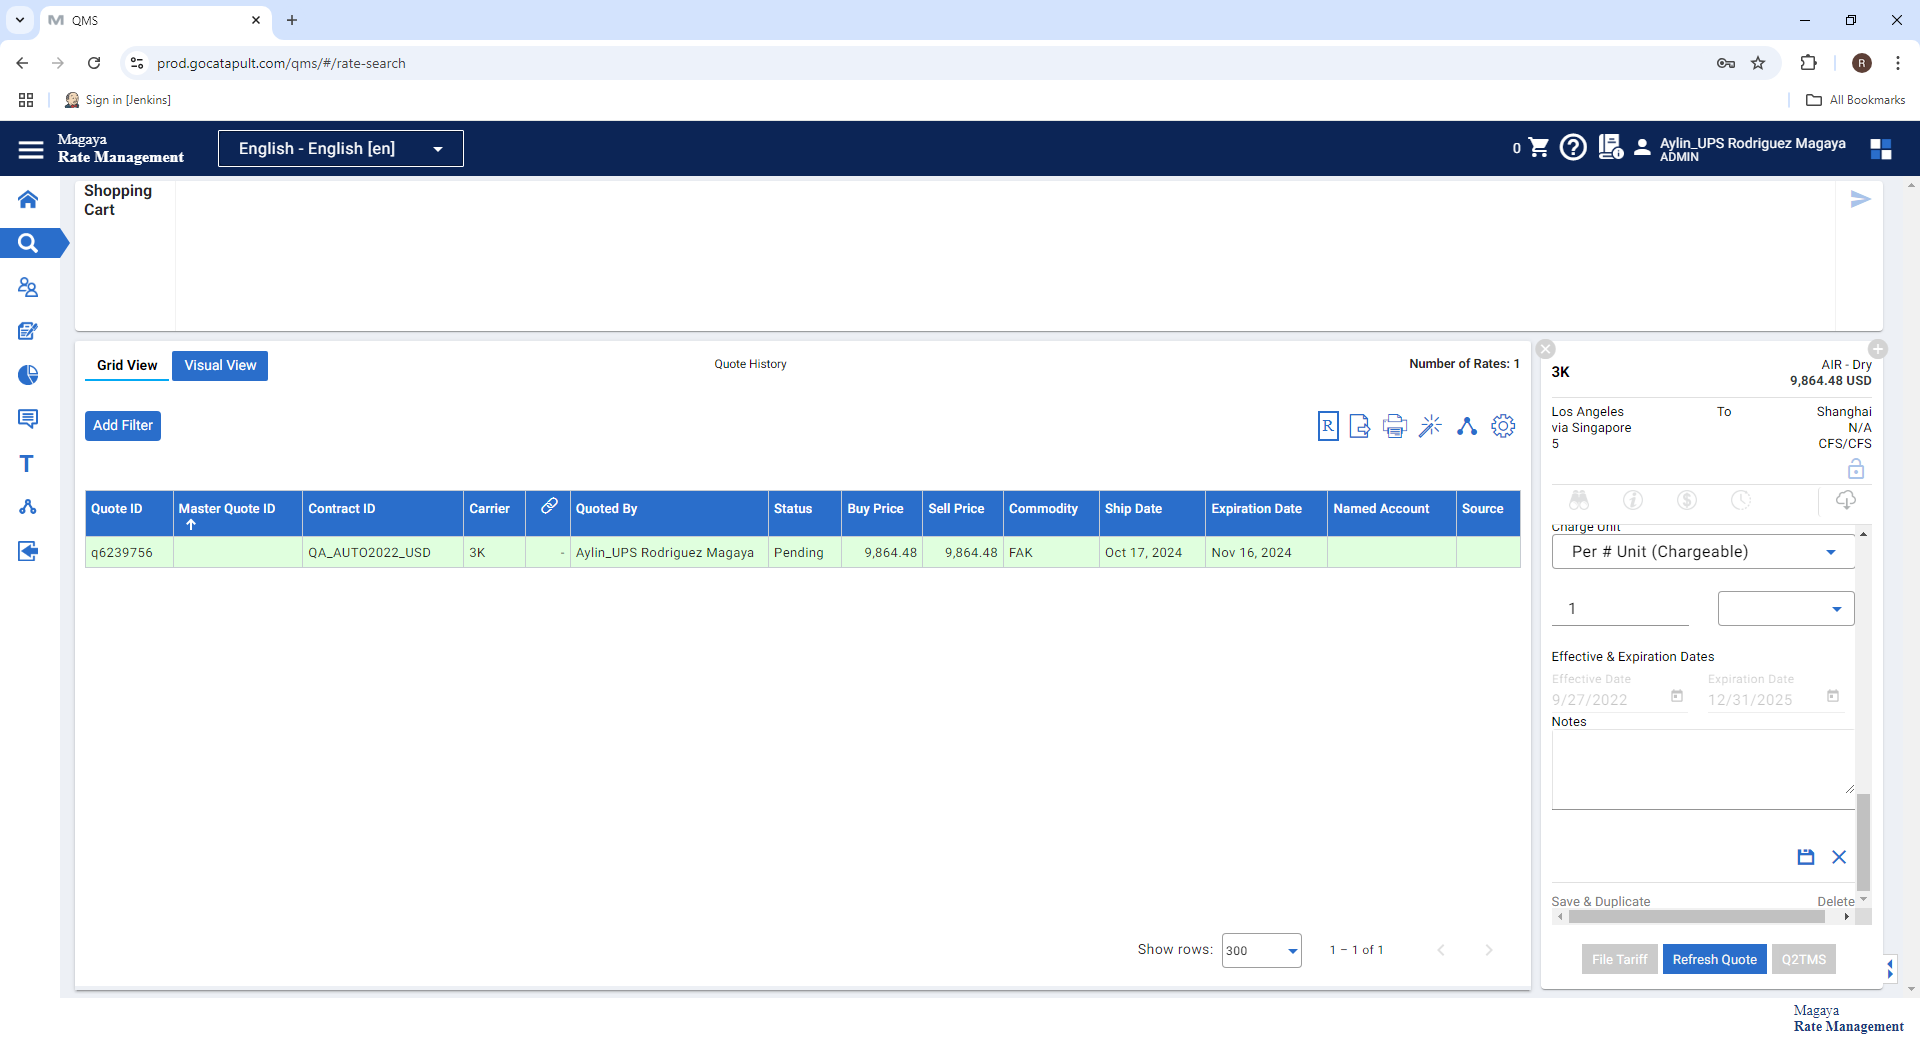 QMS
prod.gocatapult.com/qms/#/rate-search
R
Sign in [Jenkins]
All Bookmarks
Magaya
Rate Management
English - English [en]
0
Aylin_UPS Rodriguez Magaya
ADMIN
Shopping
Cart
Grid View
Visual View
Quote History
Number of Rates: 1
Add Filter
R
Quote ID
Master Quote ID
Contract ID
Carrier
Quoted By
Status
Buy Price
Sell Price
Commodity
Ship Date
Expiration Date
Named Account
Source
q6239756
QA_AUTO2022_USD
3K
-
Aylin_UPS Rodriguez Magaya
Pending
9,864.48
9,864.48
FAK
Oct 17, 2024
Nov 16, 2024
Show rows:
300
1 – 1 of 1
T
3K
AIR - Dry
9,864.48 USD
Los Angeles
To
Shanghai
via Singapore
N/A
5
CFS/CFS
Charge Unit
Per # Unit (Chargeable)
1
Effective & Expiration Dates
Effective Date
Expiration Date
9/27/2022
12/31/2025
Notes
Save & Duplicate
Delete
File Tariff
Refresh Quote
Q2TMS
Magaya
Rate Management